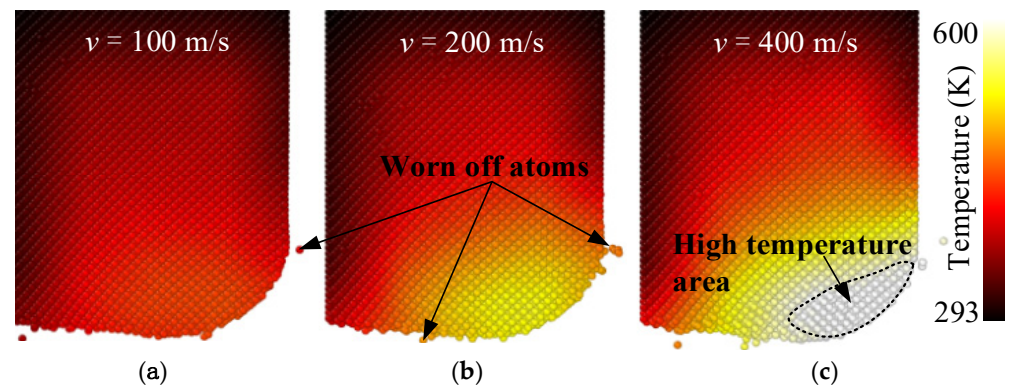 v = 100 m/s
v = 200 m/s
v = 400 m/s
600
Temperature (K)
293
Worn off atoms
High temperature
area
(a)
(b)
(c)